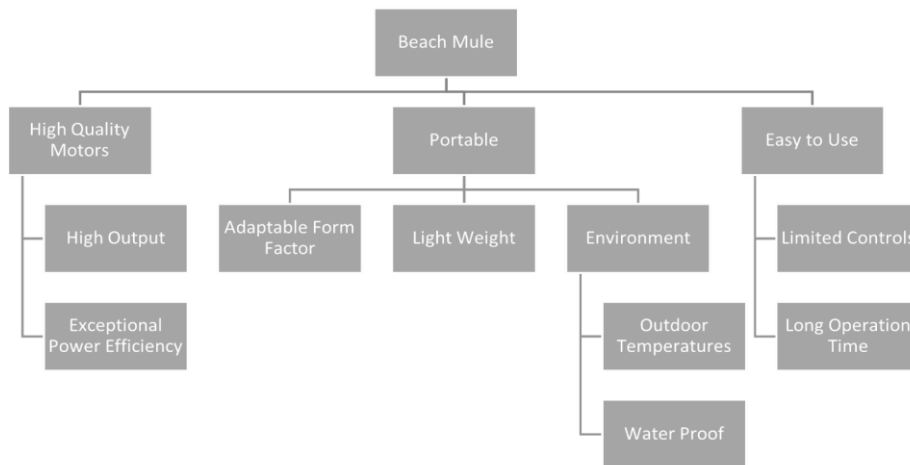 Beach Mule
High Quality
Motors
Portable
Easy to Use
High Output
Adaptable Form
Factor
Light Weight
Environment
Limited Controls
Exceptional
Power Efficiency
Outdoor
Temperatures
Long Operation
Time
Water Proof